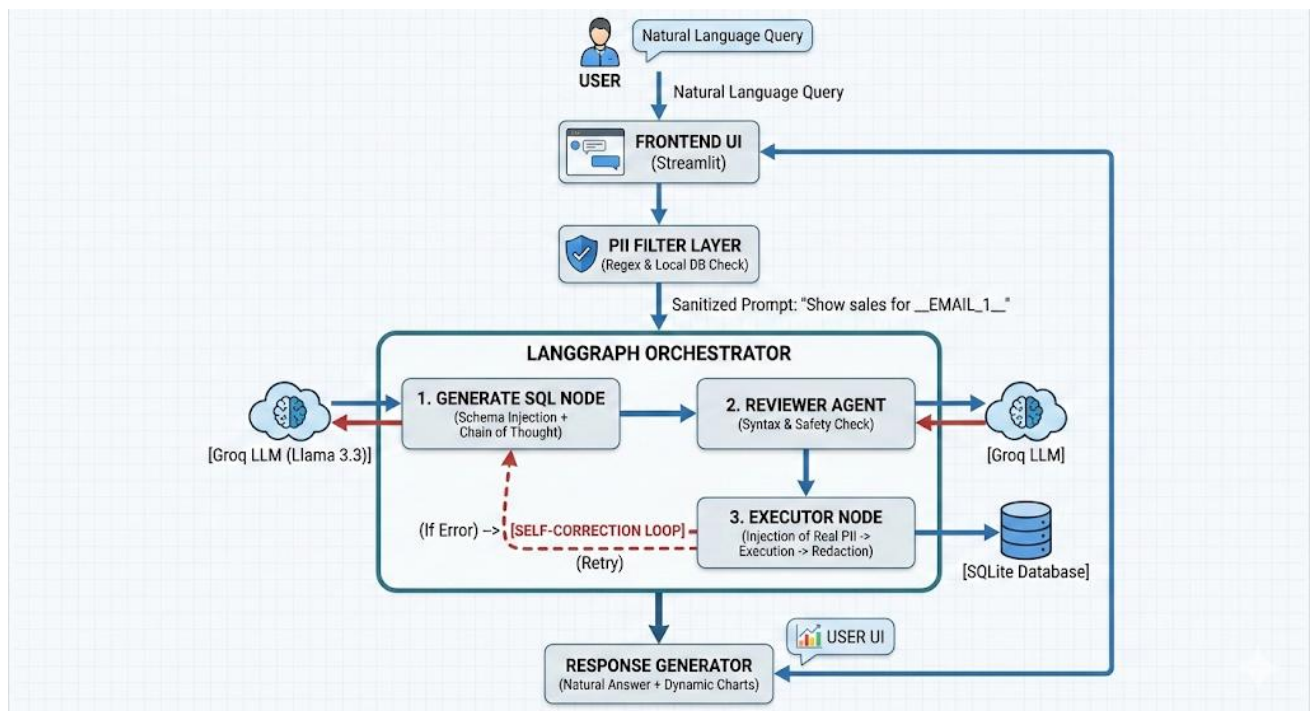 Natural Language Query
USER
Natural Language Query
FRONTEND UI
(Streamlit)
PII FILTER LAYER
(Regex & Local DB Check)
Sanitized Prompt: "Show sales for __EMAIL_1__"
LANGGRAPH ORCHESTRATOR
1. GENERATE SQL NODE
(Schema Injection +
Chain of Thought)
2. REVIEWER AGENT
(Syntax & Safety Check)
[Groq LLM (Llama 3.3)]
[Groq LLM]
(If Error) --> [SELF-CORRECTION LOOP]
(Retry)
3. EXECUTOR NODE
(Injection of Real PII ->
Execution -> Redaction)
[SQLite Database]
USER UI
RESPONSE GENERATOR
(Natural Answer + Dynamic Charts)